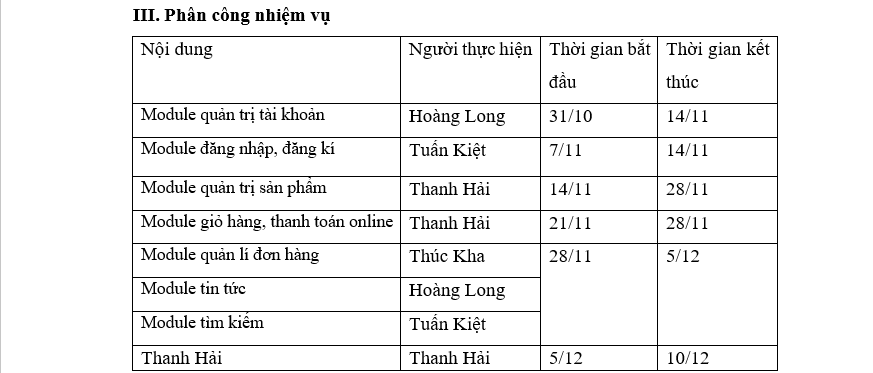 III. Phân công nhiệm vụ
Nội dung Người thực hiện Thời gian bắt đầu Thời gian kết thúc
Module quản trị tài khoản Hoàng Long 31/10 14/11
Module đăng nhập, đăng kí Tuấn Kiệt 7/11 14/11
Module quản trị sản phẩm Thanh Hải 14/11 28/11
Module giỏ hàng, thanh toán online Thanh Hải 21/11 28/11
Module quản lí đơn hàng Thúc Kha 28/11 5/12
Module tin tức Hoàng Long
Module tìm kiếm Tuấn Kiệt
Thanh Hải Thanh Hải 5/12 10/12